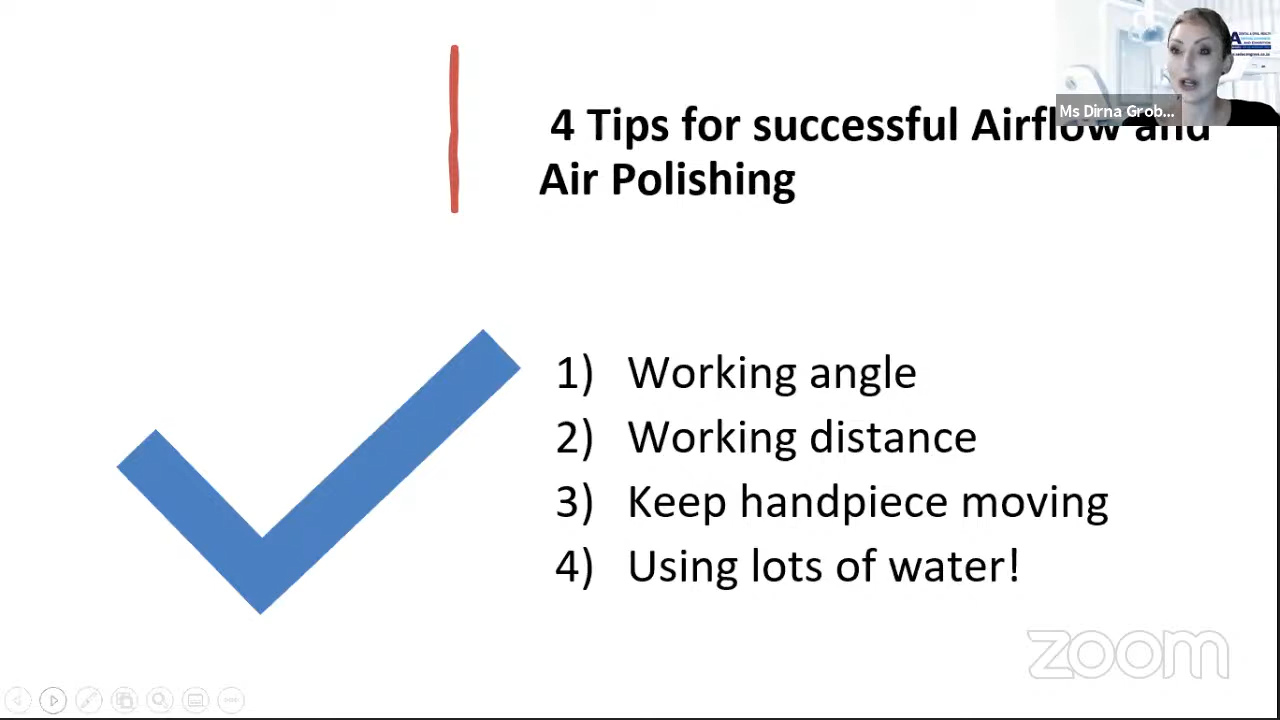 4 Tips for successful Airflow and
Air Polishing
Ms Dirna Grob...
1) Working angle
2) Working distance
3) Keep handpiece moving
4) Using lots of water!
zoom